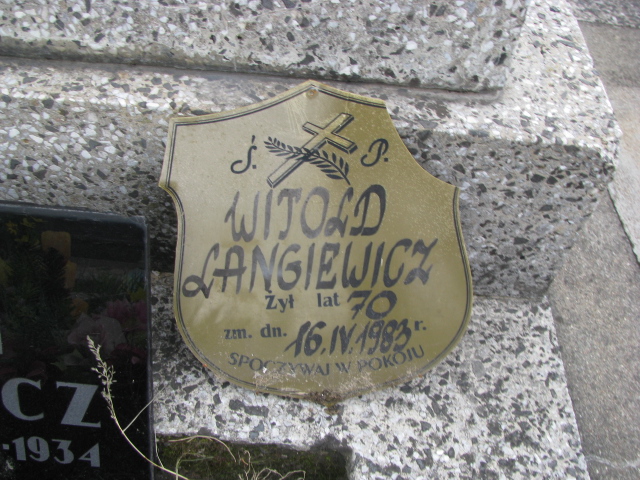 Ś. P.
WITOLD
LANGIEWICZ
Żył lat 70
zm. dn. 16.IV.1983 r.
SPOCZYWAJ W POKOJU
CZ
1934